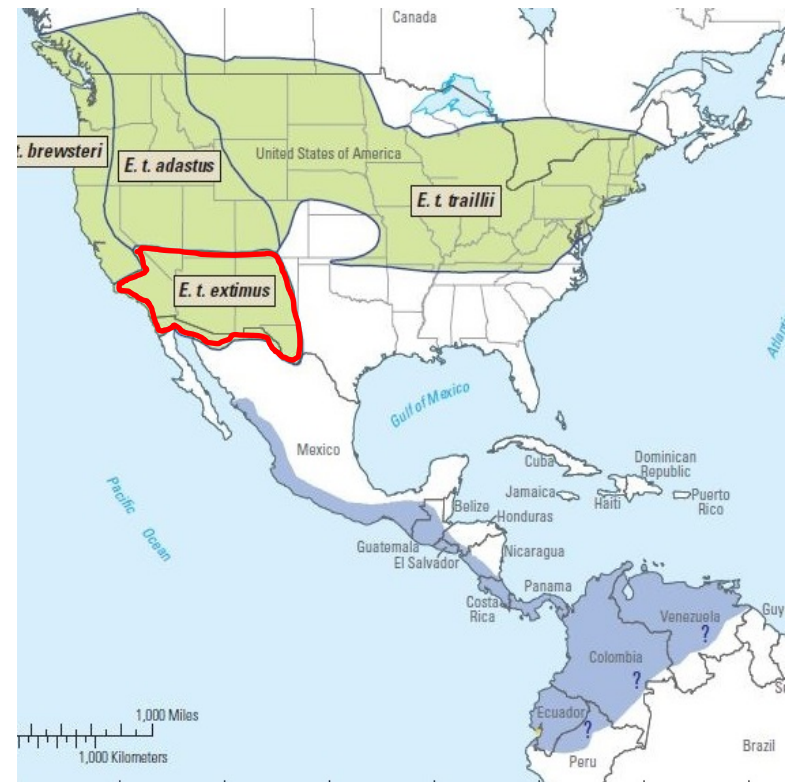 Canada
t. brewsteri
E. t. adastus
United States of America
E. t. traillii
E. t. extimus
Atlanti
Gulf of Mexico
Mexico
Pacific
Ocean
Cuba
Dominican
Republic
Jamaica
Haiti
Puerto
Rico
Belize
Honduras
Guatemala
El Salvador
Nicaragua
Costa
Rica
Panama
Venezuela
?
Guy
Colombia
?
S
Ecuador
?
Peru
Brazil
1,000 Miles
1,000 Kilometers